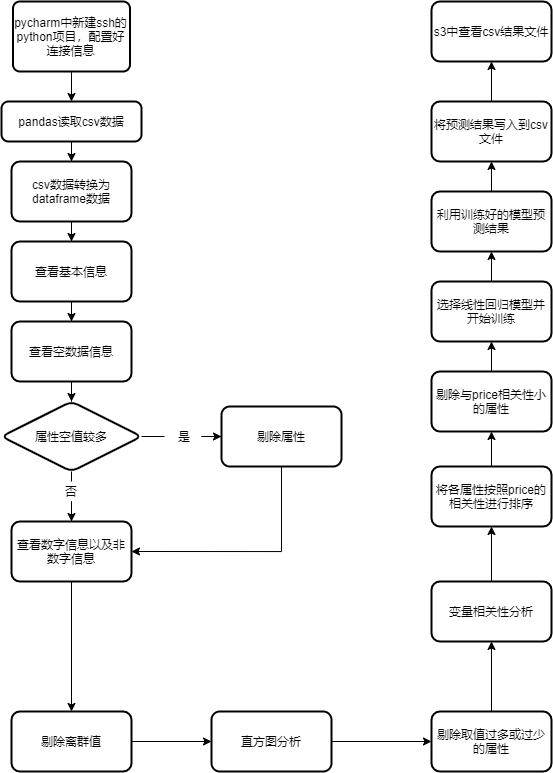 pycharm中新建ssh的
python项目，配置好
连接信息
pandas读取csv数据
csv数据转换为
dataframe数据
查看基本信息
查看空数据信息
属性空值较多
是
剔除属性
否
查看数字信息以及非
数字信息
剔除离群值
直方图分析
剔除取值过多或过少
的属性
变量相关性分析
将各属性按照price的
相关性进行排序
剔除与price相关性小
的属性
选择线性回归模型并
开始训练
利用训练好的模型预
测结果
将预测结果写入到csv
文件
s3中查看csv结果文件